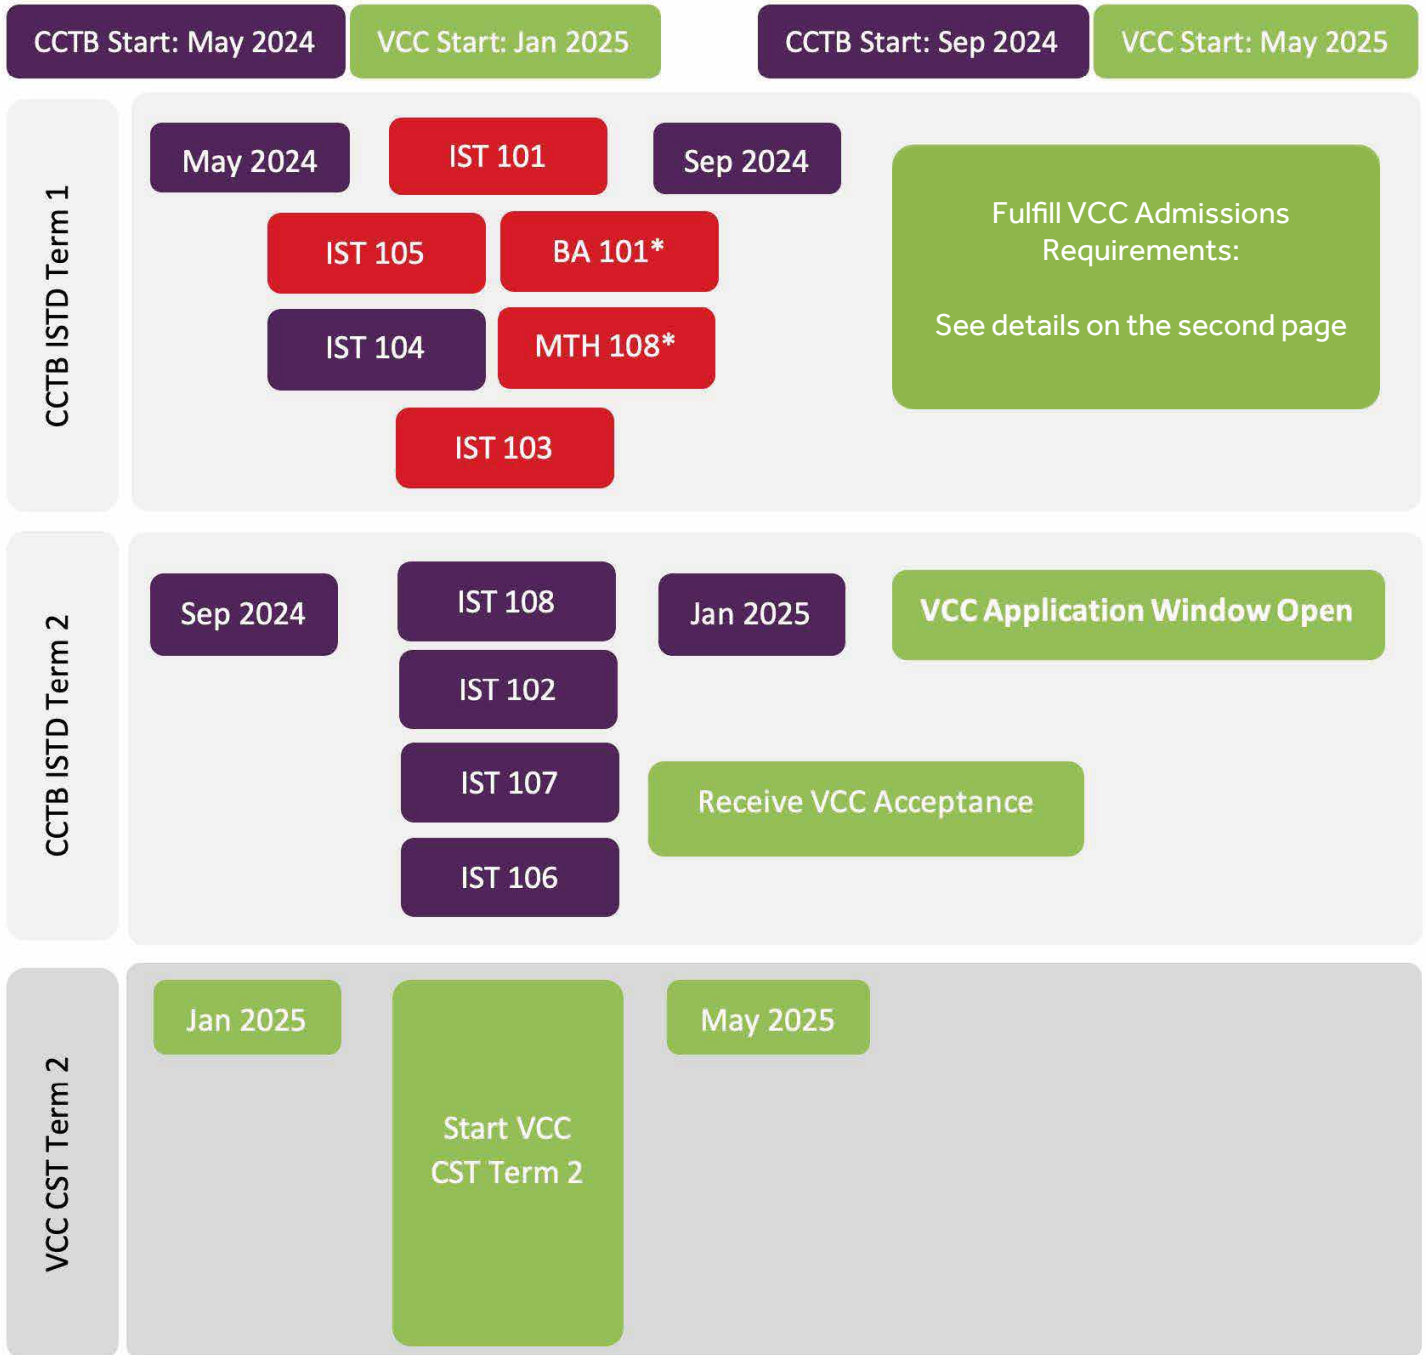 CCTB Start: May 2024
VCC Start: Jan 2025
CCTB Start: Sep 2024
VCC Start: May 2025
CCTB ISTD Term 1
May 2024
IST 101
Sep 2024
IST 105
BA 101*
IST 104
MTH 108*
IST 103
Fulfill VCC Admissions
Requirements:
See details on the second page
CCTB ISTD Term 2
Sep 2024
IST 108
Jan 2025
VCC Application Window Open
IST 102
IST 107
Receive VCC Acceptance
IST 106
VCC CST Term 2
Jan 2025
Start VCC
CST Term 2
May 2025